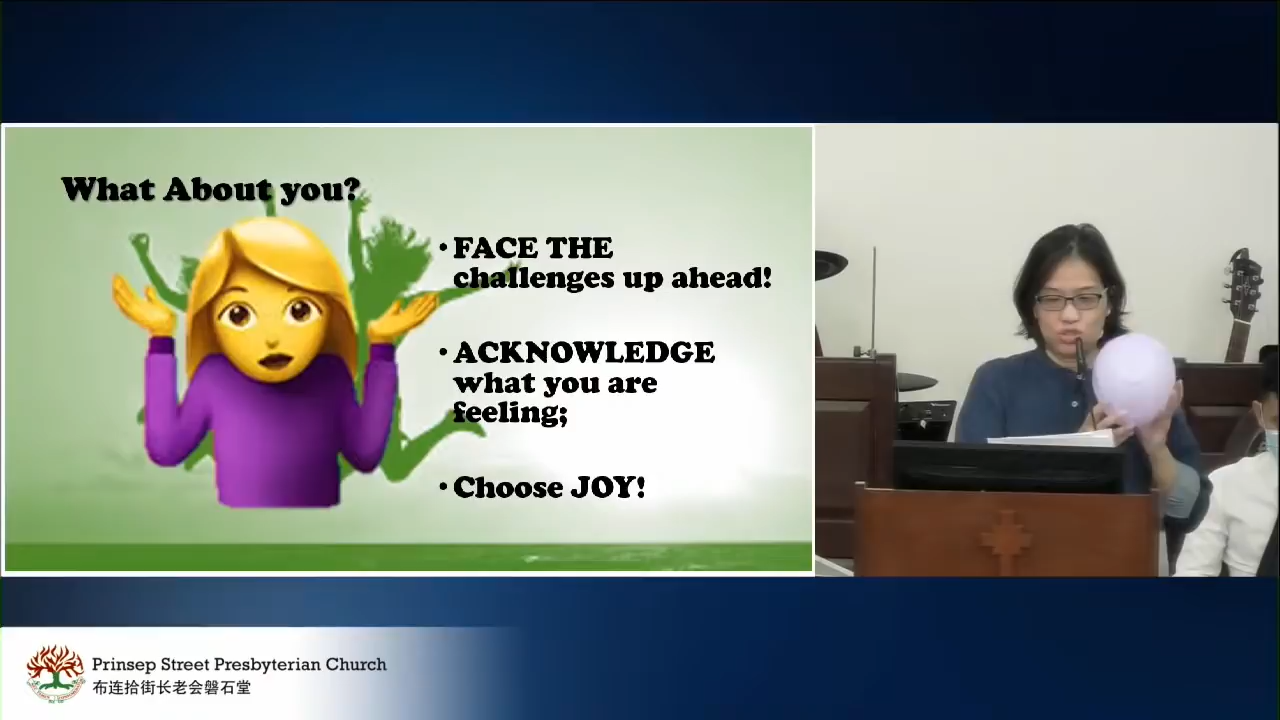 What About you?
• FACE THE
challenges up ahead!
• ACKNOWLEDGE
what you are
feeling;
• Choose JOY!
Prinsep Street Presbyterian Church
布连拾街长老会磐石堂